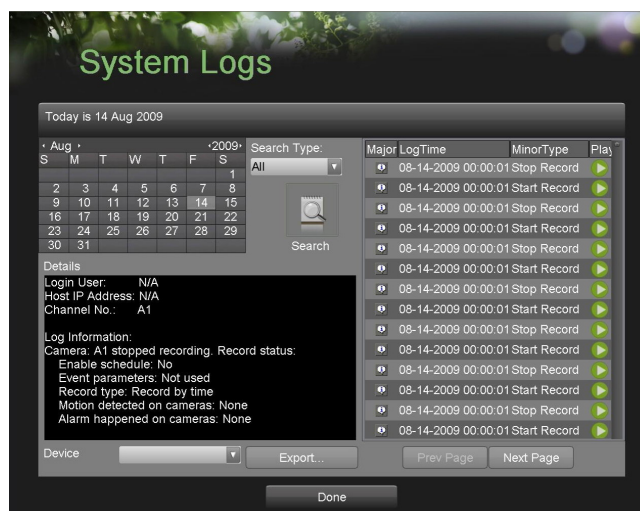 System Logs
Today is 14 Aug 2009
Aug 2009
S M T W T F S
1
2 3 4 5 6 7 8
9 10 11 12 13 14 15
16 17 18 19 20 21 22
23 24 25 26 27 28 29
30 31
Search Type:
All
Search
Details
Login User: N/A
Host IP Address: N/A
Channel No.: A1
Log Information:
Camera: A1 stopped recording. Record status:
Enable schedule: No
Event parameters: Not used
Record type: Record by time
Motion detected on cameras: None
Alarm happened on cameras: None
Major LogTime MinorType Play
08-14-2009 00:00:01 Stop Record
08-14-2009 00:00:01 Start Record
08-14-2009 00:00:01 Stop Record
08-14-2009 00:00:01 Start Record
08-14-2009 00:00:01 Stop Record
08-14-2009 00:00:01 Start Record
08-14-2009 00:00:01 Stop Record
08-14-2009 00:00:01 Start Record
08-14-2009 00:00:01 Stop Record
08-14-2009 00:00:01 Start Record
08-14-2009 00:00:01 Stop Record
08-14-2009 00:00:01 Start Record
08-14-2009 00:00:01 Stop Record
08-14-2009 00:00:01 Start Record
Device
Export...
Prev Page
Next Page
Done